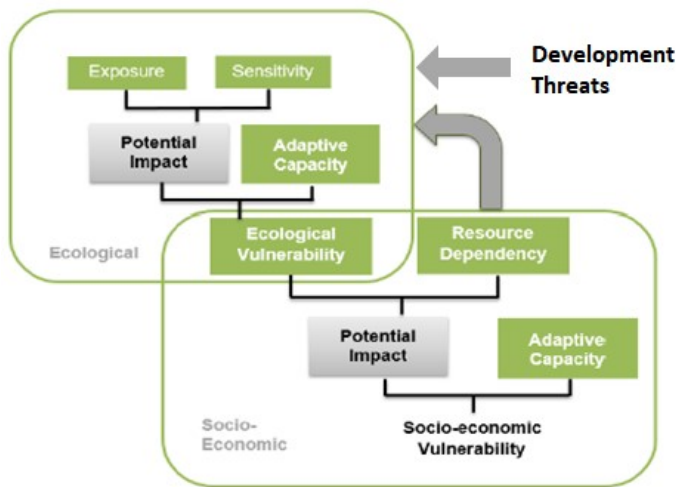 Development
Threats
Exposure
Sensitivity
Potential
Impact
Adaptive
Capacity
Ecological
Ecological
Vulnerability
Resource
Dependency
Potential
Impact
Adaptive
Capacity
Socio-
Economic
Socio-economic
Vulnerability